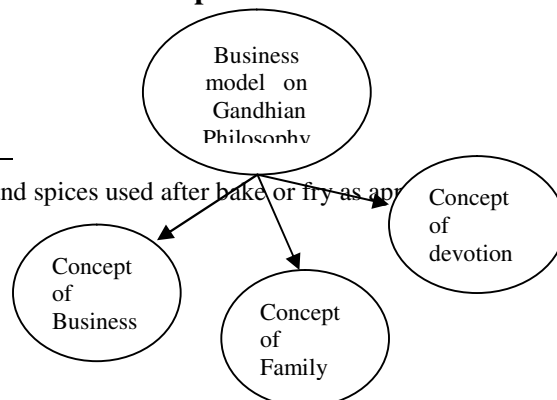 Business
model on
Gandhian
Philosophy
nd spices used after bake or fry as
Concept
of
devotion
Concept
of
Business
Concept
of
Family